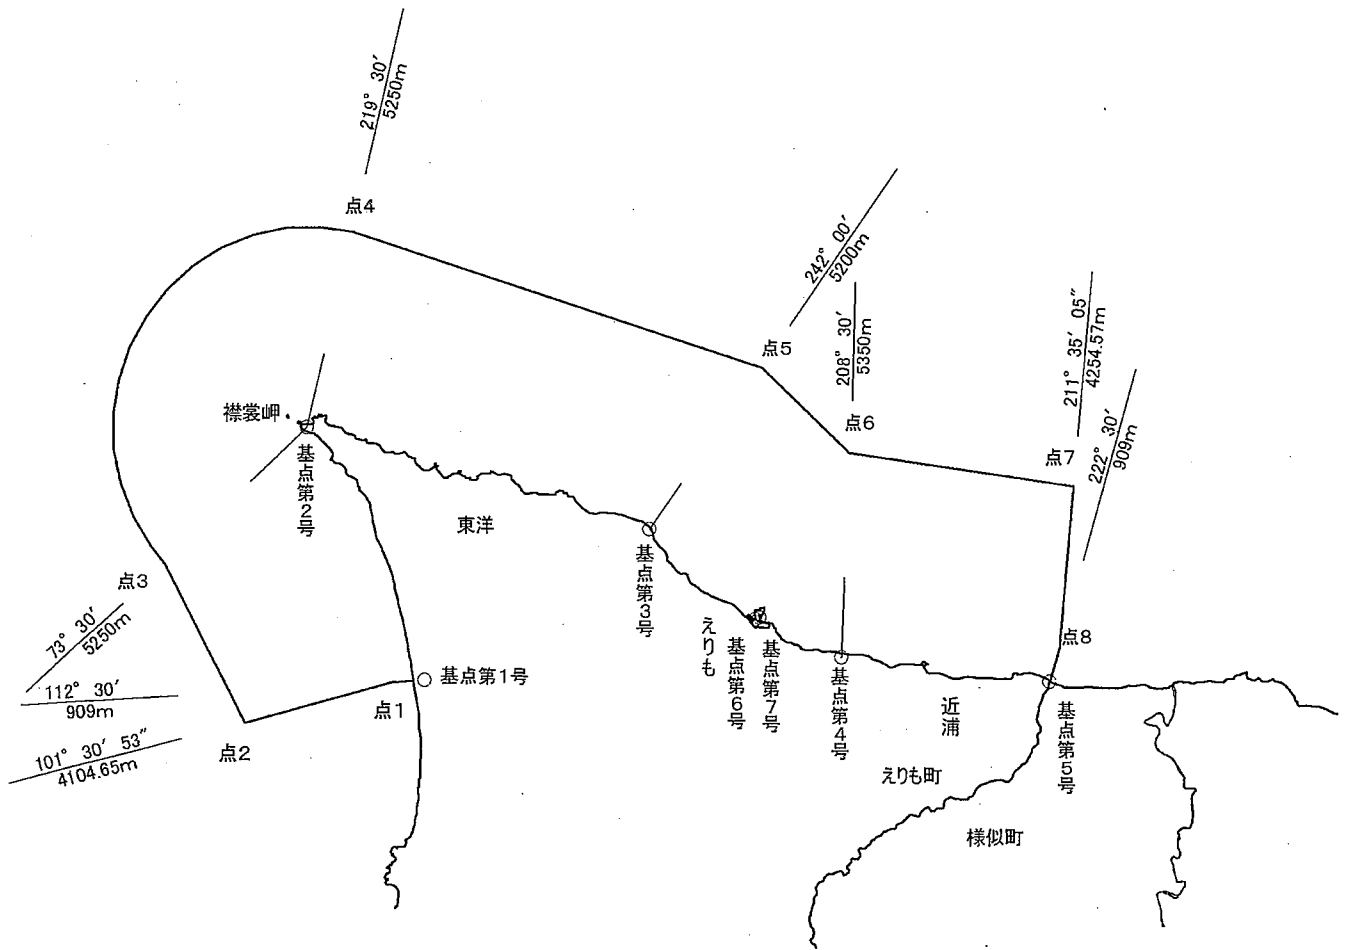 219° 30′
5250m
点4
242° 00′
5200m
点5
208° 30′
5350m
点6
211° 35′ 05″
4254.57m
点7
222° 30′
909m
点8
襟裳岬
基点第2号
東洋
基点第3号
えりも
基点第6号
基点第7号
基点第4号
近浦
基点第5号
えりも町
様似町
点3
73° 30′
5250m
112° 30′
909m
基点第1号
点1
点2
101° 30′ 53″
4104.65m